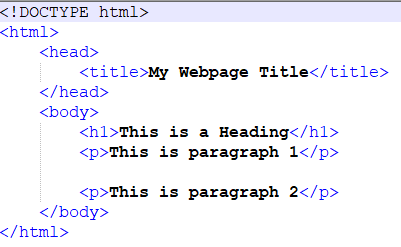 <!DOCTYPE html>
<html>
<head>
<title>My Webpage Title</title>
</head>
<body>
<h1>This is a Heading</h1>
<p>This is paragraph 1</p>
<p>This is paragraph 2</p>
</body>
</html>